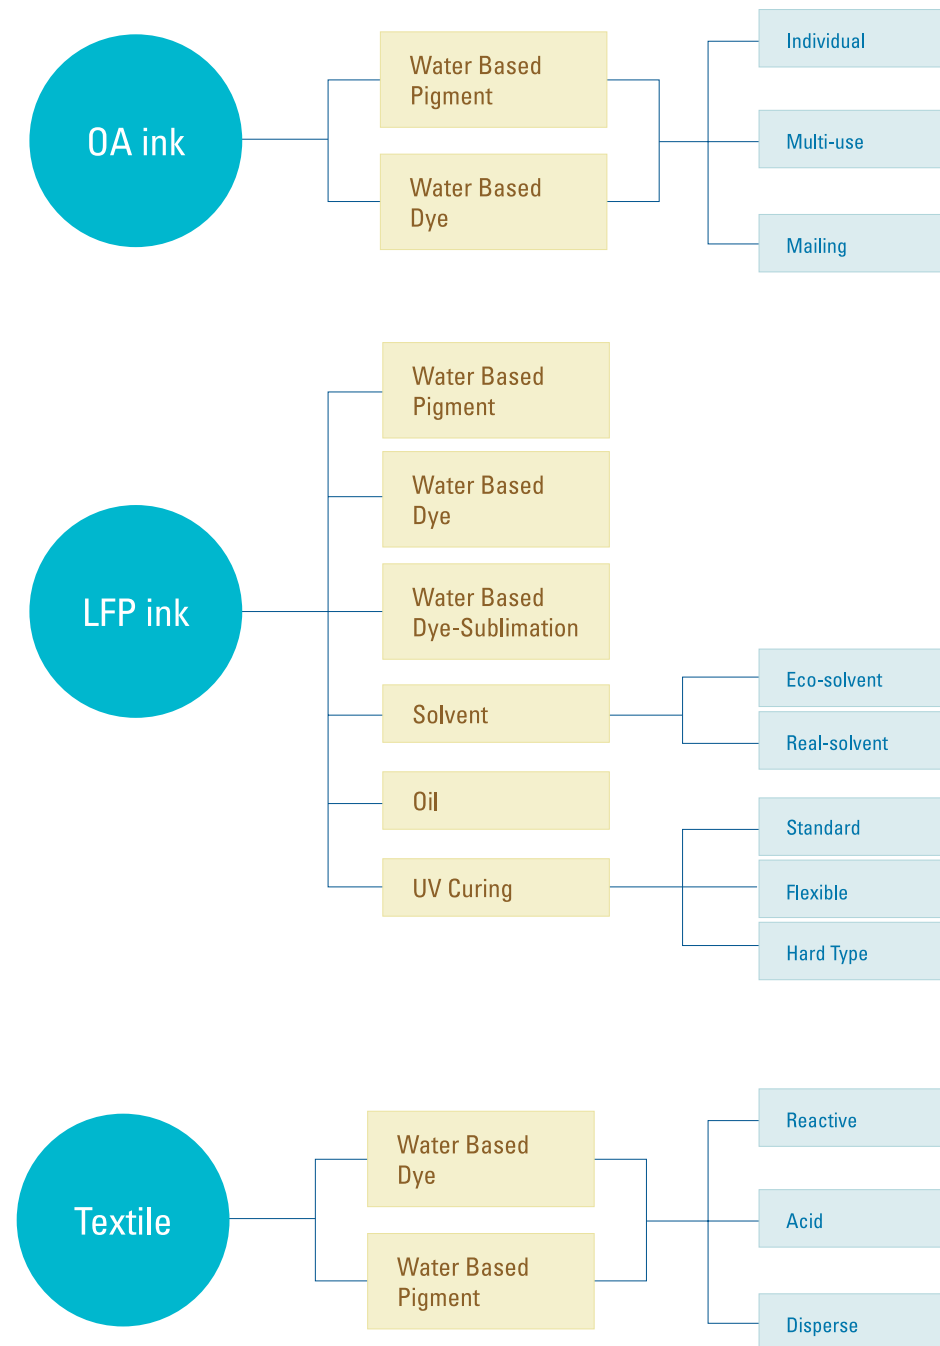 OA ink
Water Based
Pigment
Water Based
Dye
Individual
Multi-use
Mailing
LFP ink
Water Based
Pigment
Water Based
Dye
Water Based
Dye-Sublimation
Solvent
Oil
UV Curing
Eco-solvent
Real-solvent
Standard
Flexible
Hard Type
Textile
Water Based
Dye
Water Based
Pigment
Reactive
Acid
Disperse